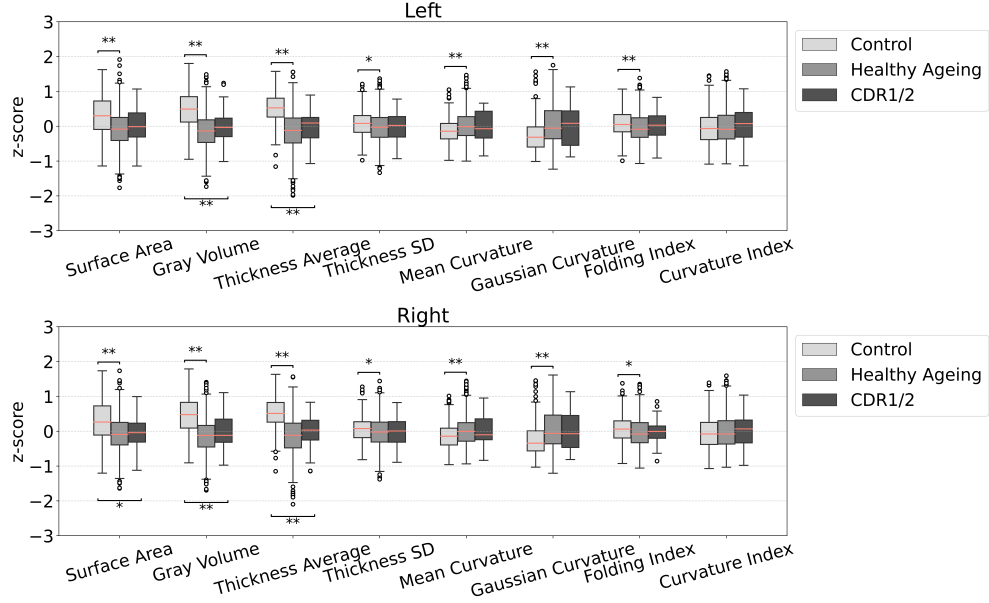 Left
3
2
1
0
−1
−2
−3
z-score
** ** ** * ** ** **
** **
Surface Area
Gray Volume
Thickness Average
Thickness SD
Mean Curvature
Gaussian Curvature
Folding Index
Curvature Index
Control
Healthy Ageing
CDR1/2
Right
3
2
1
0
−1
−2
−3
z-score
** ** ** * ** ** *
* ** **
Surface Area
Gray Volume
Thickness Average
Thickness SD
Mean Curvature
Gaussian Curvature
Folding Index
Curvature Index
Control
Healthy Ageing
CDR1/2